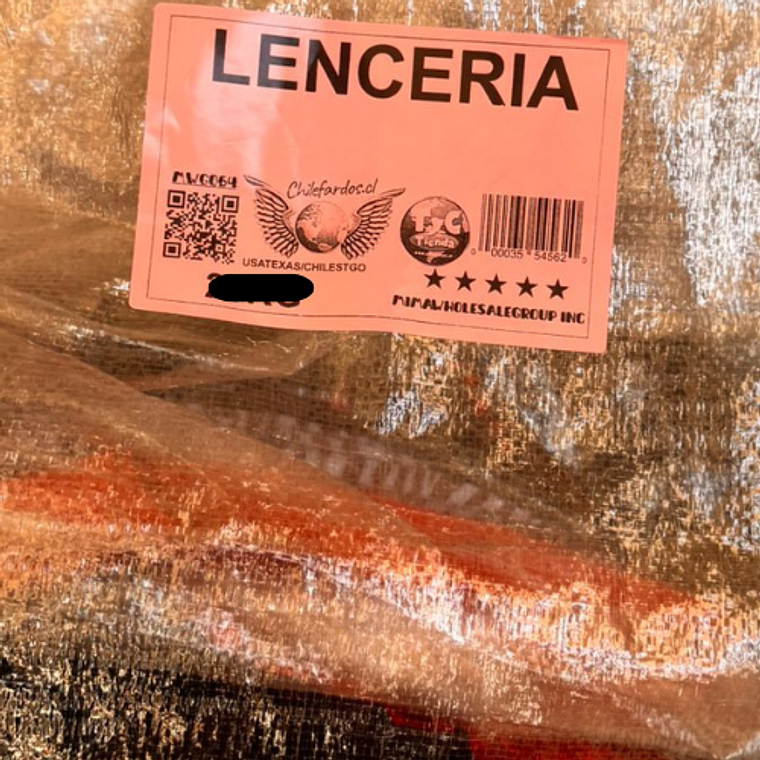 LENCERIA
MWG064
Chilefardos.cl
Tienda
USATEXAS/CHILESTGO
0 00035 54562 0
★★★★★
MIMAWHOLESALEGROUP INC